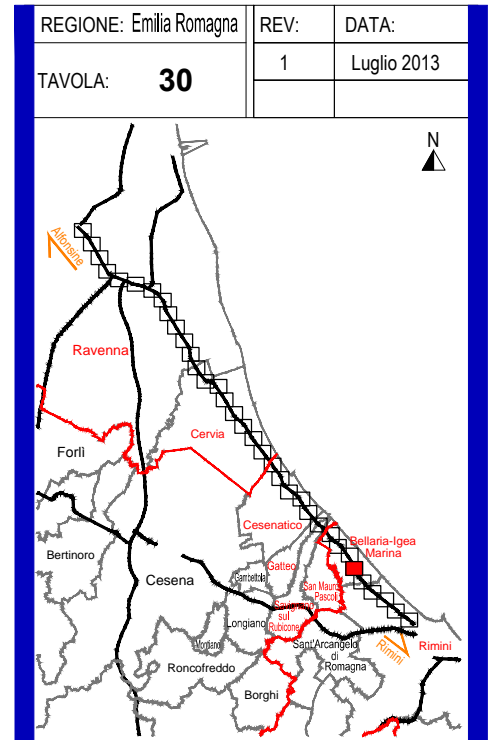 REGIONE: Emilia Romagna
REV:
DATA:
TAVOLA: 30
1
Luglio 2013
N
Alfonsine
Ravenna
Cervia
Forlì
Cesenatico
Bellaria-Igea
Marina
Bertinoro
Gatteo
Cesena
Gambettola
San Mauro
Pascoli
Savignano
sul
Rubicone
Longiano
Montiano
Sant'Arcangelo
di
Romagna
Rimini
Rimini
Roncofreddo
Borghi